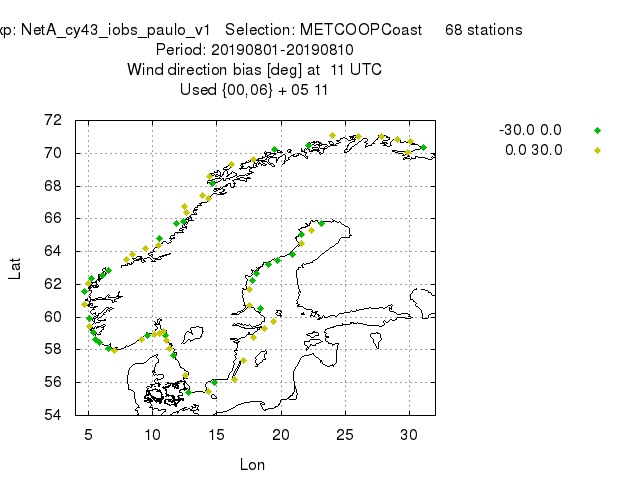 xp: NetA_cy43_iobs_paulo_v1 Selection: METCOOPCoast 68 stations
Period: 20190801-20190810
Wind direction bias [deg] at 11 UTC
Used {00,06} + 05 11
-30.0 0.0
0.0 30.0
72
70
68
66
64
62
60
58
56
54
Lat
5 10 15 20 25 30
Lon